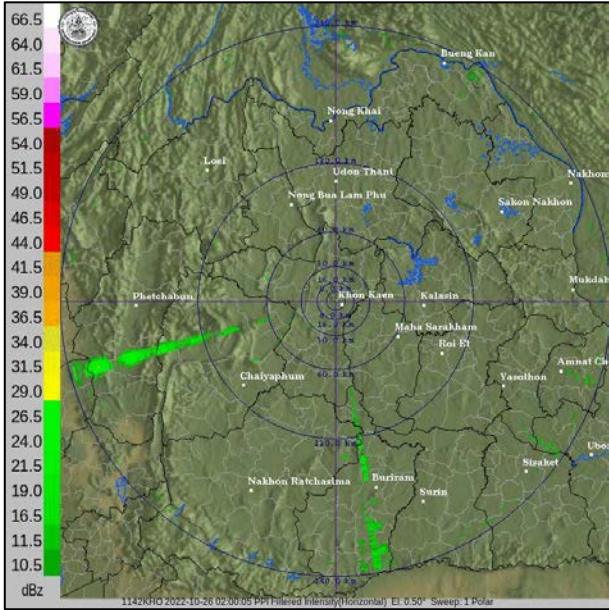 66.5
64.0
61.5
59.0
56.5
54.0
51.5
49.0
46.5
44.0
41.5
39.0
36.5
34.0
31.5
29.0
26.5
24.0
21.5
19.0
16.5
15.5
13.0
10.5
dBz
Bueng Kan
Nong Khai
Loei
Udon Thani
Nakhon
Nong Bua Lam Phu
Sakon Nakhon
Mukdah
Phetchabun
Khon Kaen
Kalasin
Maha Sarakham
Roi Et
Amnat Ch
Chaiyaphum
Yasothon
Ubo
Sisaket
Nakhon Ratchasima
Buriram
Surin
1142KHO 2022-10-26 02:00:05 PPI Filtered Intensity(Horizontal) El: 0.50° Sweep: 1 Polar